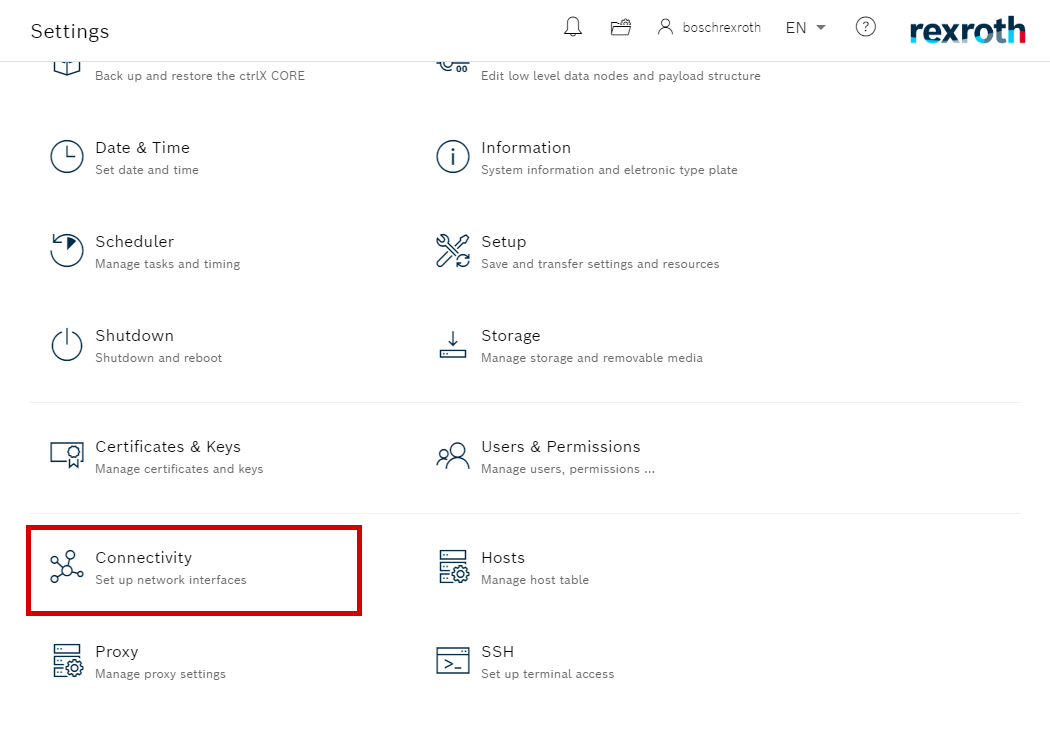 Settings
boschrexroth
EN
?
rexroth
Back up and restore the ctrlX CORE
Edit low level data nodes and payload structure
Date & Time
Set date and time
Information
System information and eletronic type plate
Scheduler
Manage tasks and timing
Setup
Save and transfer settings and resources
Shutdown
Shutdown and reboot
Storage
Manage storage and removable media
Certificates & Keys
Manage certificates and keys
Users & Permissions
Manage users, permissions ...
Connectivity
Set up network interfaces
Hosts
Manage host table
Proxy
Manage proxy settings
SSH
Set up terminal access